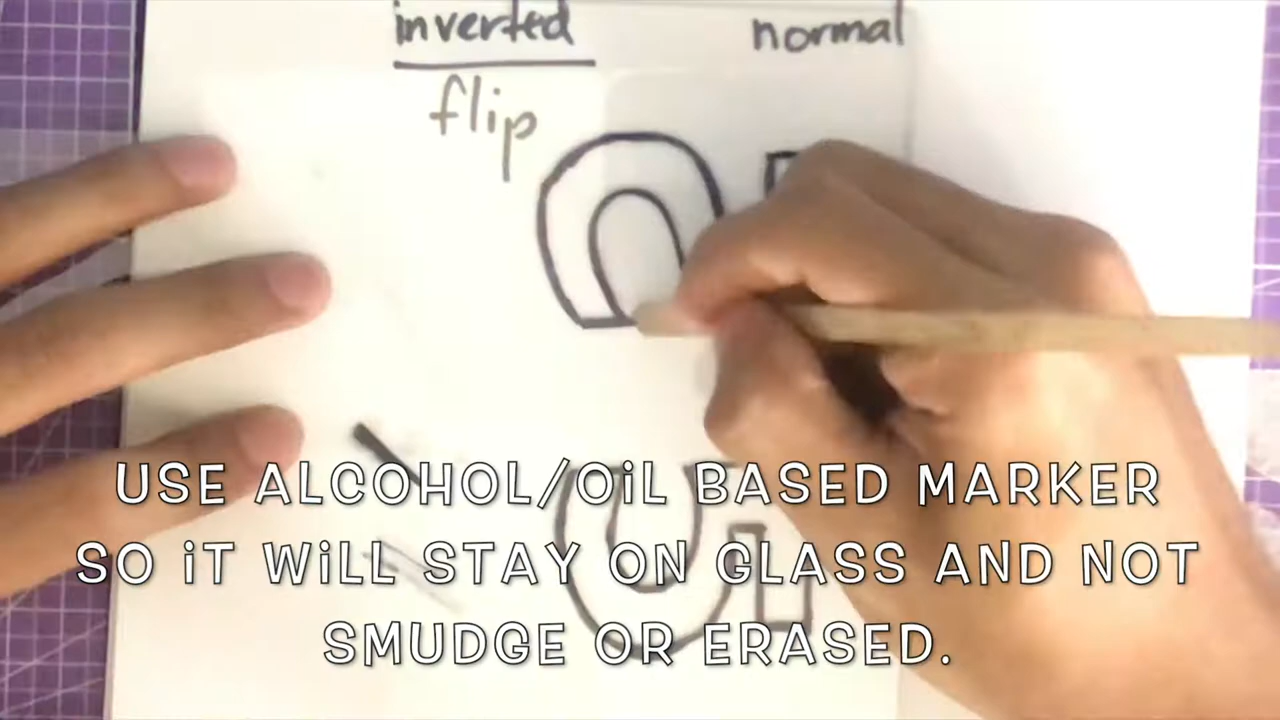 inverted normal
flip
USE ALCOHOL/OiL BASED MARKER
SO iT WiLL STAY ON GLASS AND NOT
SMUDGE OR ERASED.